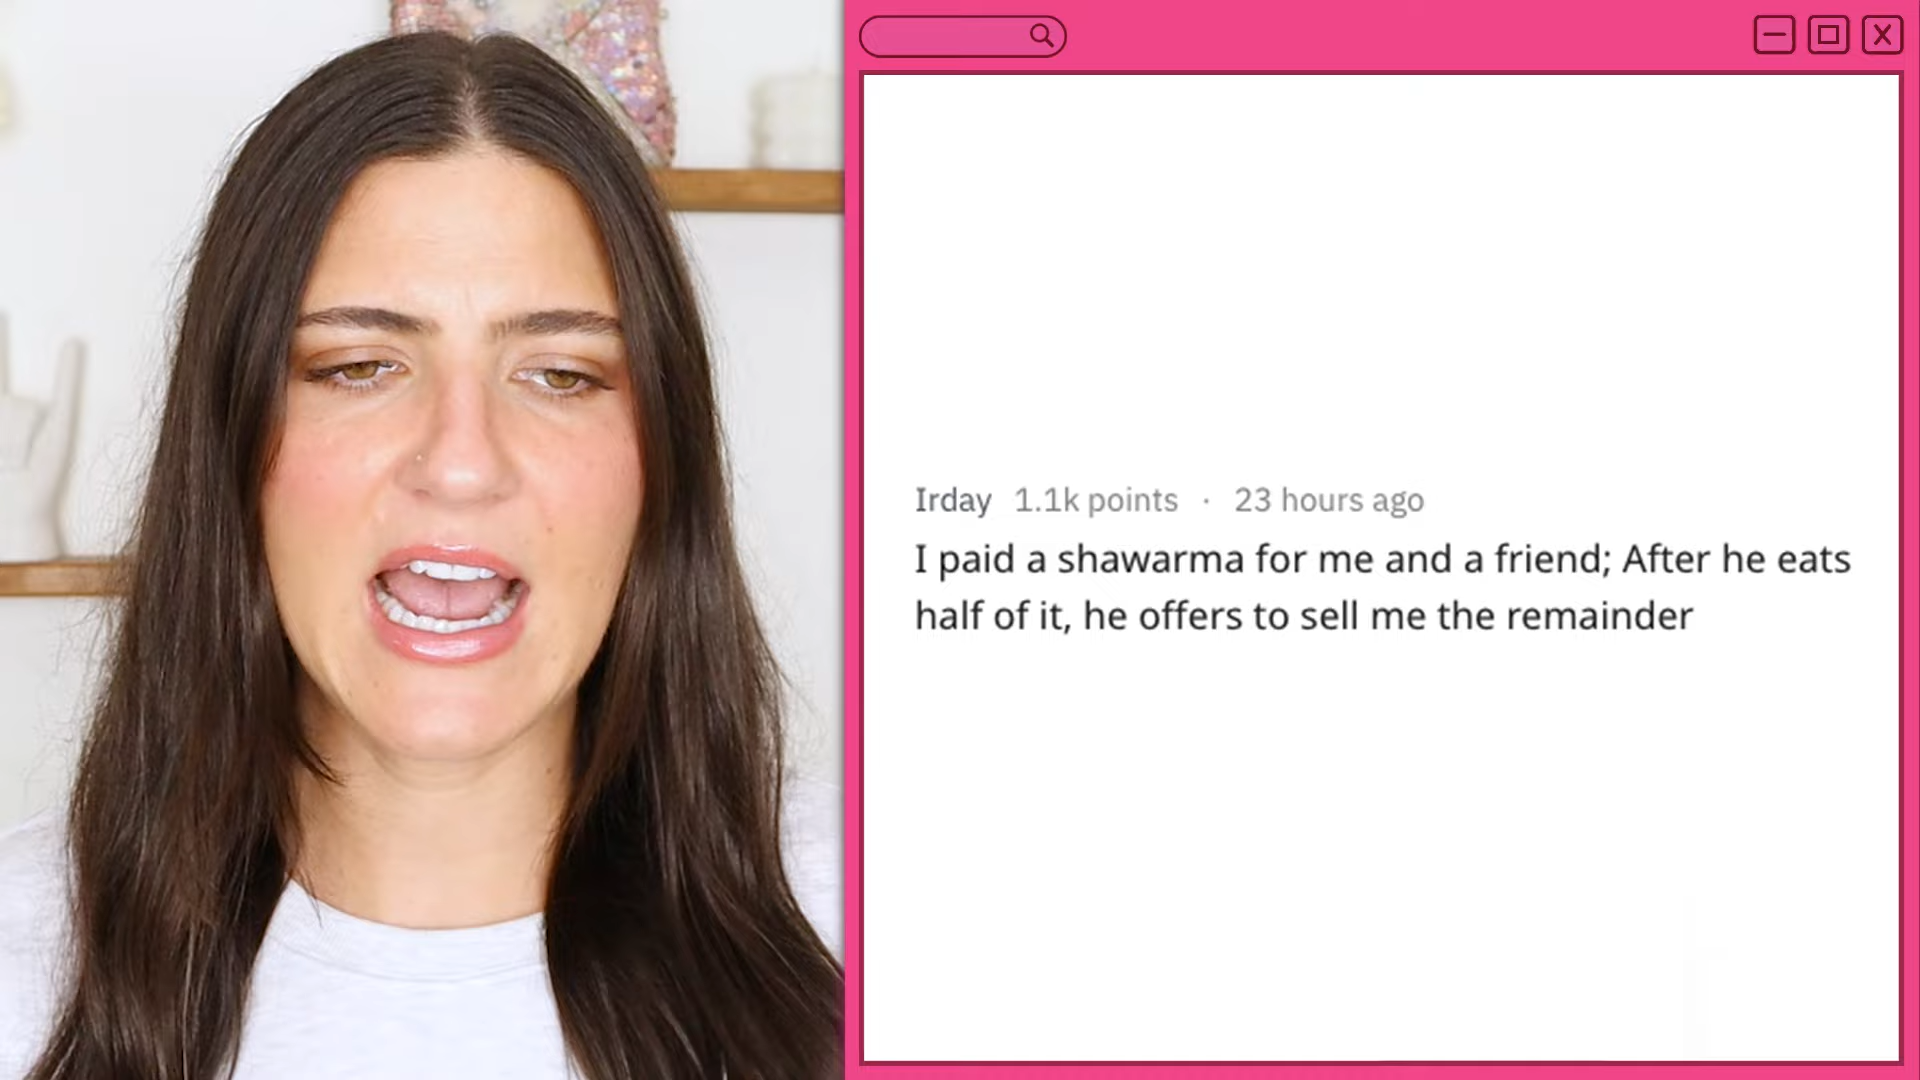 Irday 1.1k points · 23 hours ago
I paid a shawarma for me and a friend; After he eats
half of it, he offers to sell me the remainder